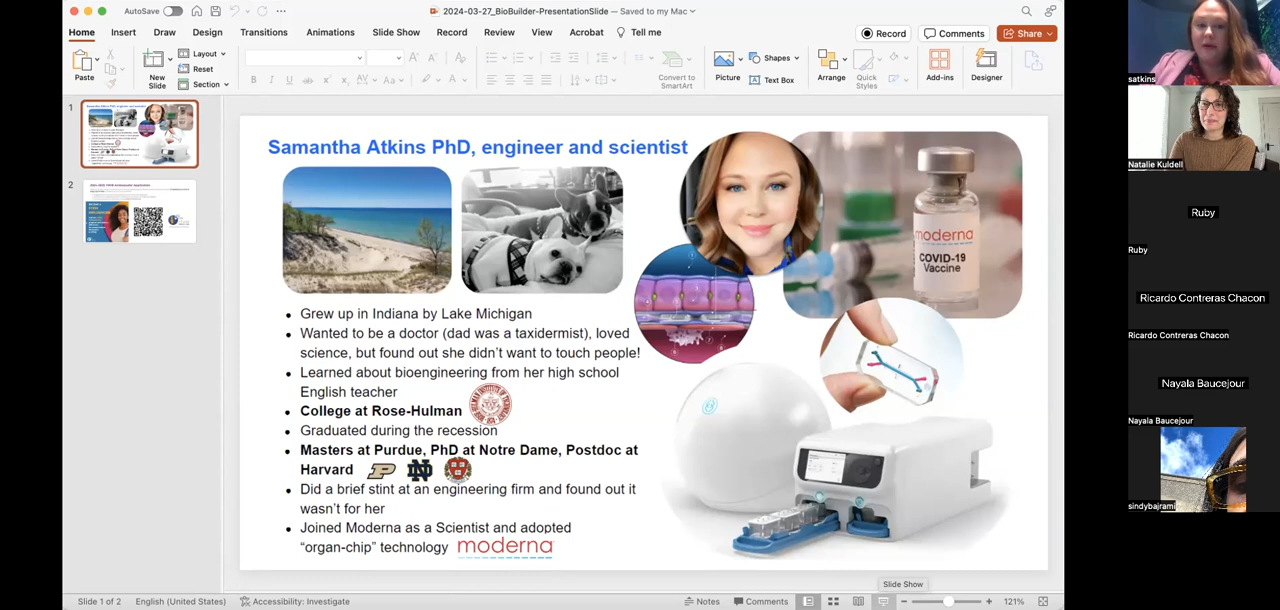 AutoSave
2024-03-27_BioBuilder-PresentationSlide — Saved to my Mac
Home Insert Draw Design Transitions Animations Slide Show Record Review View Acrobat Tell me
Record Comments Share
Paste
New
Slide
Layout
Reset
Section
B I U
Convert to
SmartArt
Picture
Shapes
Text Box
Arrange
Quick
Styles
Add-ins
Designer
1
2
Samantha Atkins PhD, engineer and scientist
moderna
COVID-19
Vaccine
• Grew up in Indiana by Lake Michigan
• Wanted to be a doctor (dad was a taxidermist), loved
science, but found out she didn't want to touch people!
• Learned about bioengineering from her high school
English teacher
• College at Rose-Hulman
• Graduated during the recession
• Masters at Purdue, PhD at Notre Dame, Postdoc at
Harvard
• Did a brief stint at an engineering firm and found out it
wasn't for her
• Joined Moderna as a Scientist and adopted
"organ-chip" technology moderna
Slide Show
Slide 1 of 2 English (United States) Accessibility: Investigate Notes Comments 121%
satkins
Natalie Kuldell
Ruby
Ruby
Ricardo Contreras Chacon
Ricardo Contreras Chacon
Nayala Baucejour
Nayala Baucejour
sindybajrami